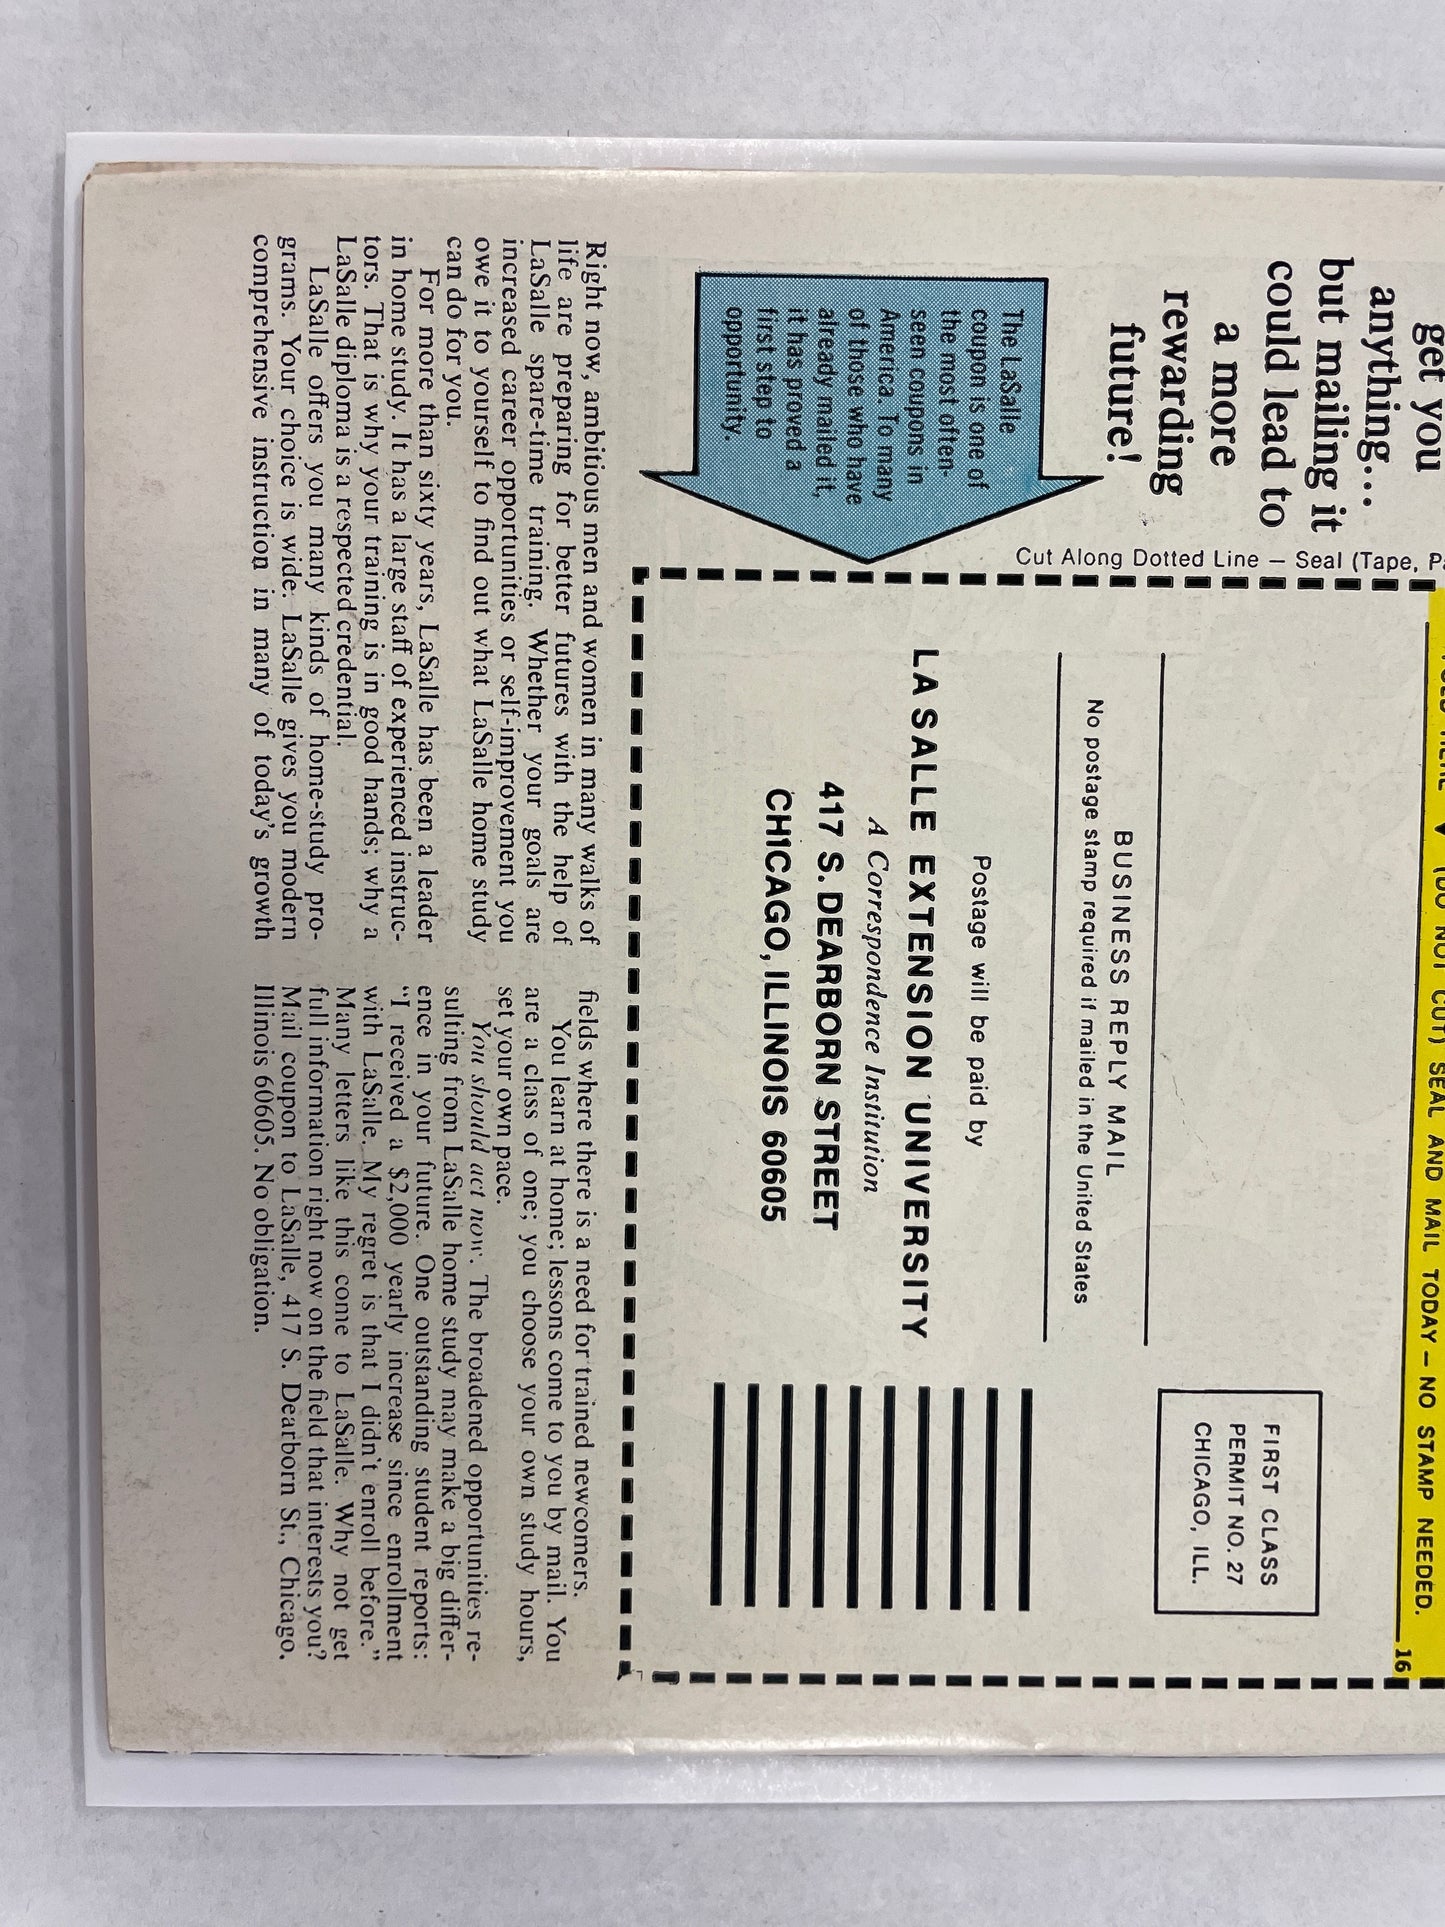 get you
anything...
but mailing it
could lead to
a more
rewarding
future!
The LaSalle
coupon is one of
the most often-
seen coupons in
America. To many
of those who have
already mailed it,
it has proved a
first step to
opportunity.
Cut Along Dotted Line – Seal (Tape,
(DO NOT CUT) SEAL AND MAIL TODAY – NO STAMP NEEDED.
16
FIRST CLASS
PERMIT NO. 27
CHICAGO, ILL.
BUSINESS REPLY MAIL
No postage stamp required if mailed in the United States
Postage will be paid by
LA SALLE EXTENSION UNIVERSITY
A Correspondence Institution
417 S. DEARBORN STREET
CHICAGO, ILLINOIS 60605
Right now, ambitious men and women in many walks of
life are preparing for better futures with the help of
LaSalle spare-time training. Whether your goals are
increased career opportunities or self-improvement you
owe it to yourself to find out what LaSalle home study
can do for you.
For more than sixty years, LaSalle has been a leader
in home study. It has a large staff of experienced instruc-
tors. That is why your training is in good hands; why a
LaSalle diploma is a respected credential.
LaSalle offers you many kinds of home-study pro-
grams. Your choice is wide. LaSalle gives you modern
comprehensive instruction in many of today's growth
fields where there is a need for trained newcomers.
You learn at home; lessons come to you by mail. You
are a class of one; you choose your own study hours,
set your own pace.
You should act now. The broadened opportunities re-
sulting from LaSalle home study may make a big differ-
ence in your future. One outstanding student reports:
"I received a $2,000 yearly increase since enrollment
with LaSalle. My regret is that I didn't enroll before."
Many letters like this come to LaSalle. Why not get
full information right now on the field that interests you?
Mail coupon to LaSalle, 417 S. Dearborn St., Chicago,
Illinois 60605. No obligation.